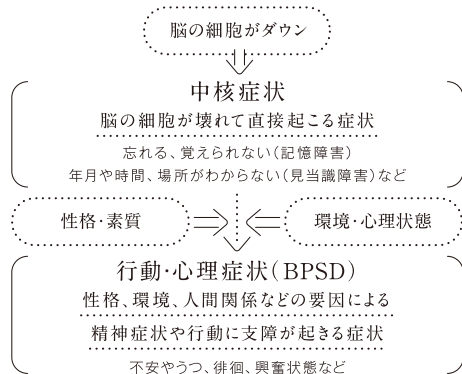 脳の細胞がダウン
中核症状
脳の細胞が壊れて直接起こる症状
忘れる、覚えられない（記憶障害）
年月や時間、場所がわからない（見当識障害）など
性格・素質
環境・心理状態
行動・心理症状（BPSD）
性格、環境、人間関係などの要因による
精神症状や行動に支障が起きる症状
不安やうつ、徘徊、興奮状態など